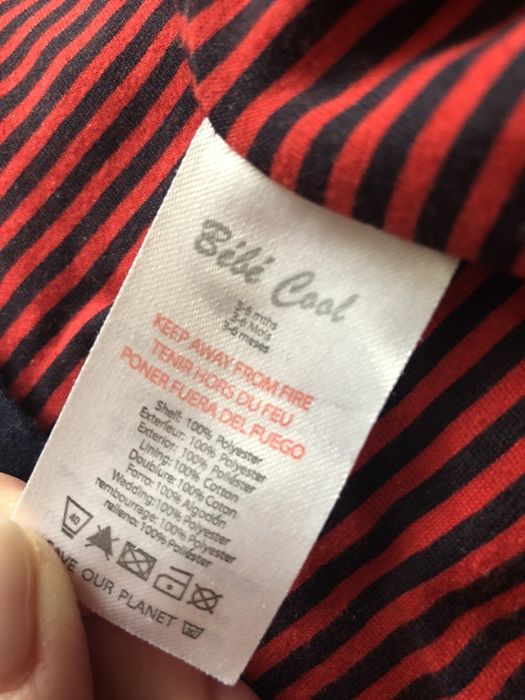 Bébé Cool
3-6 mths
3-6 Mois
3-6 meses
KEEP AWAY FROM FIRE
TENIR HORS DU FEU
PONER FUERA DEL FUEGO
Shell: 100% Polyester
Exterieur: 100% Polyester
Exterior: 100% Poliéster
Lining: 100% Cotton
Doublure: 100% Coton
Forro: 100% Algodón
Wadding: 100% Polyester
rembourrage: 100% Polyester
relleno: 100% Poliéster
40
SAVE OUR PLANET